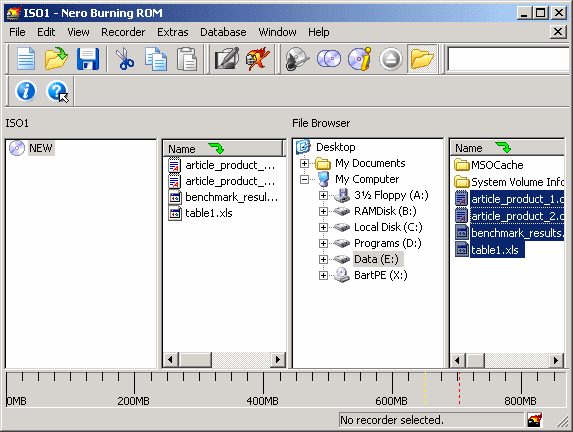 ISO1 - Nero Burning ROM
File Edit View Recorder Extras Database Window Help
ISO1
File Browser
NEW
Name
article_product_...
article_product_...
benchmark_resul...
table1.xls
Desktop
My Documents
My Computer
3½ Floppy (A:)
RAMDisk (B:)
Local Disk (C:)
Programs (D:)
Data (E:)
BartPE (X:)
Name
MSOCache
System Volume Info
article_product_1.d
article_product_2.d
benchmark_results.
table1.xls
0MB 200MB 400MB 600MB 800MB
No recorder selected.